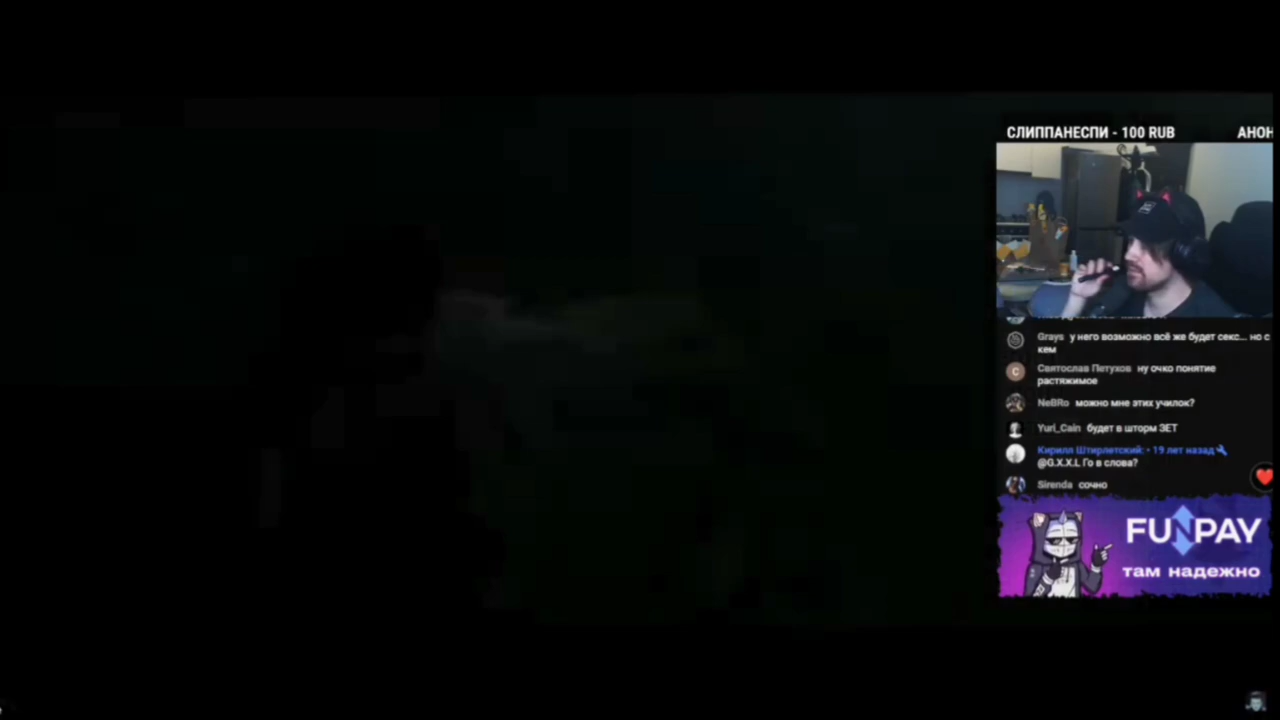 СЛИППАНЕСПИ - 100 RUB АНОН
Grays у него возможно всё же будет секс... но с
кем
Святослав Петухов ну очко понятие
растяжимое
NeBRo можно мне этих училок?
Yuri_Cain будет в шторм ЗЕТ
Кирилл Штирлетский: • 19 лет назад
@G.X.X.L Го в слова?
Sirenda сочно
FUNPAY
там надежно